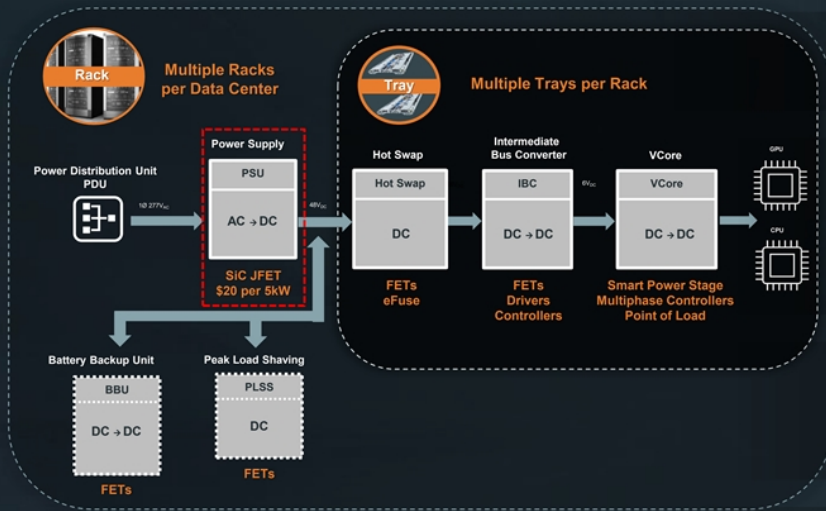 Rack
Multiple Racks
per Data Center
Tray
Multiple Trays per Rack
Power Distribution Unit
PDU
1Ø 277VAC
Power Supply
PSU
AC → DC
SiC JFET
$20 per 5kW
48VDC
Hot Swap
Hot Swap
DC
FETs
eFuse
Intermediate
Bus Converter
IBC
DC → DC
FETs
Drivers
Controllers
6VDC
VCore
VCore
DC → DC
Smart Power Stage
Multiphase Controllers
Point of Load
GPU
CPU
Battery Backup Unit
BBU
DC → DC
FETs
Peak Load Shaving
PLSS
DC
FETs